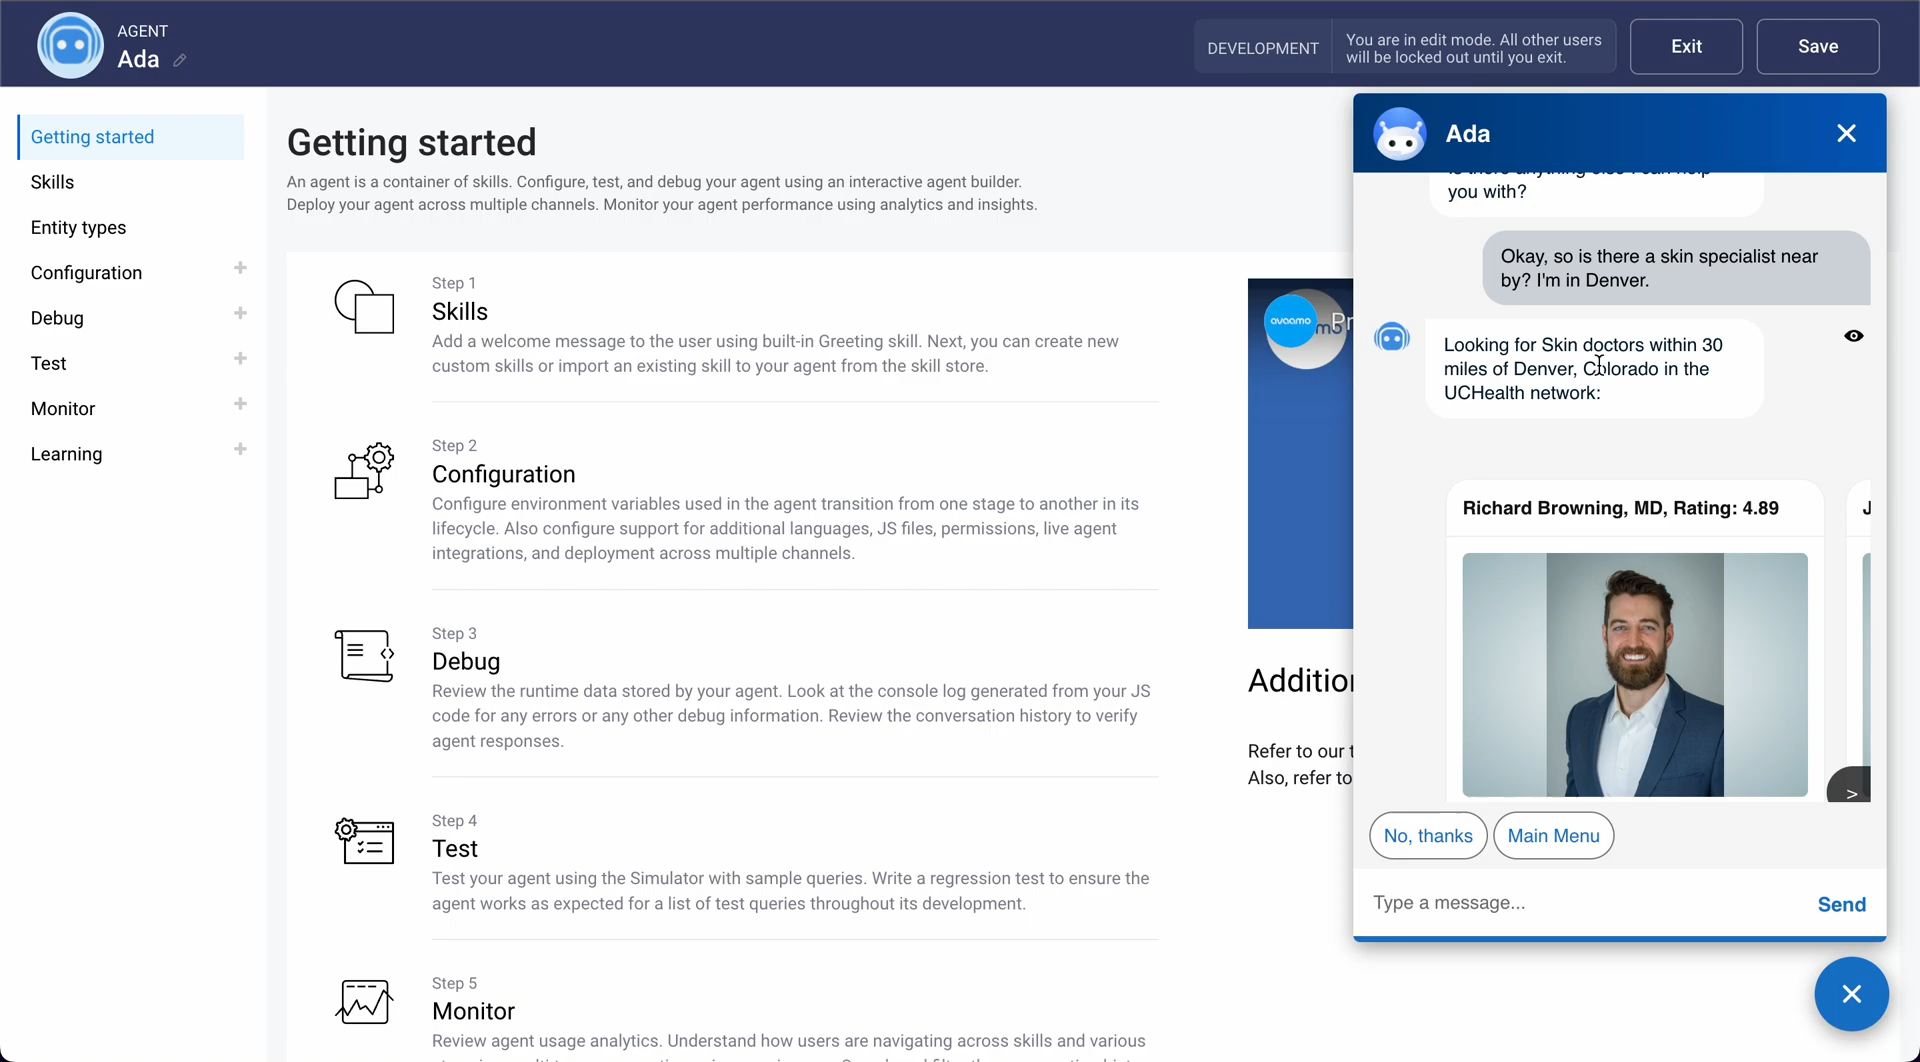 AGENT
Ada
DEVELOPMENT
You are in edit mode. All other users
will be locked out until you exit.
Exit
Save
Getting started
Skills
Entity types
Configuration
Debug
Test
Monitor
Learning
Getting started
An agent is a container of skills. Configure, test, and debug your agent using an interactive agent builder.
Deploy your agent across multiple channels. Monitor your agent performance using analytics and insights.
Step 1
Skills
Add a welcome message to the user using built-in Greeting skill. Next, you can create new
custom skills or import an existing skill to your agent from the skill store.
Step 2
Configuration
Configure environment variables used in the agent transition from one stage to another in its
lifecycle. Also configure support for additional languages, JS files, permissions, live agent
integrations, and deployment across multiple channels.
Step 3
Debug
Review the runtime data stored by your agent. Look at the console log generated from your JS
code for any errors or any other debug information. Review the conversation history to verify
agent responses.
Step 4
Test
Test your agent using the Simulator with sample queries. Write a regression test to ensure the
agent works as expected for a list of test queries throughout its development.
Step 5
Monitor
Review agent usage analytics. Understand how users are navigating across skills and various
avaamo
Pr
Additio
Refer to our
Also, refer to
Ada
is there anything else I can help
you with?
Okay, so is there a skin specialist near
by? I'm in Denver.
Looking for Skin doctors within 30
miles of Denver, Colorado in the
UCHealth network:
Richard Browning, MD, Rating: 4.89
J
>
No, thanks
Main Menu
Type a message...
Send